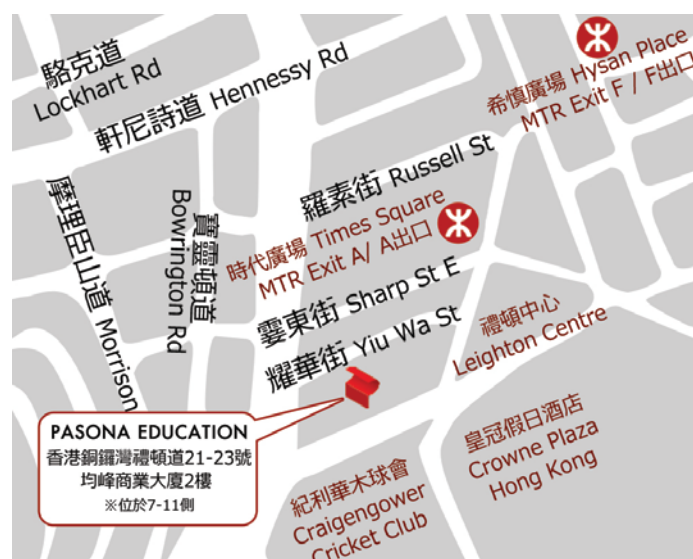 駱克道
Lockhart Rd
軒尼詩道 Hennessy Rd
希慎廣場 Hysan Place
MTR Exit F / F出口
摩理臣山道 Morrison
寶靈頓道
Bowrington Rd
羅素街 Russell St
時代廣場 Times Square
MTR Exit A/ A出口
霎東街 Sharp St E
耀華街 Yiu Wa St
禮頓中心
Leighton Centre
PASONA EDUCATION
香港銅鑼灣禮頓道21-23號
均峰商業大廈2樓
※位於7-11側
皇冠假日酒店
Crowne Plaza
Hong Kong
紀利華木球會
Craigengower
Cricket Club